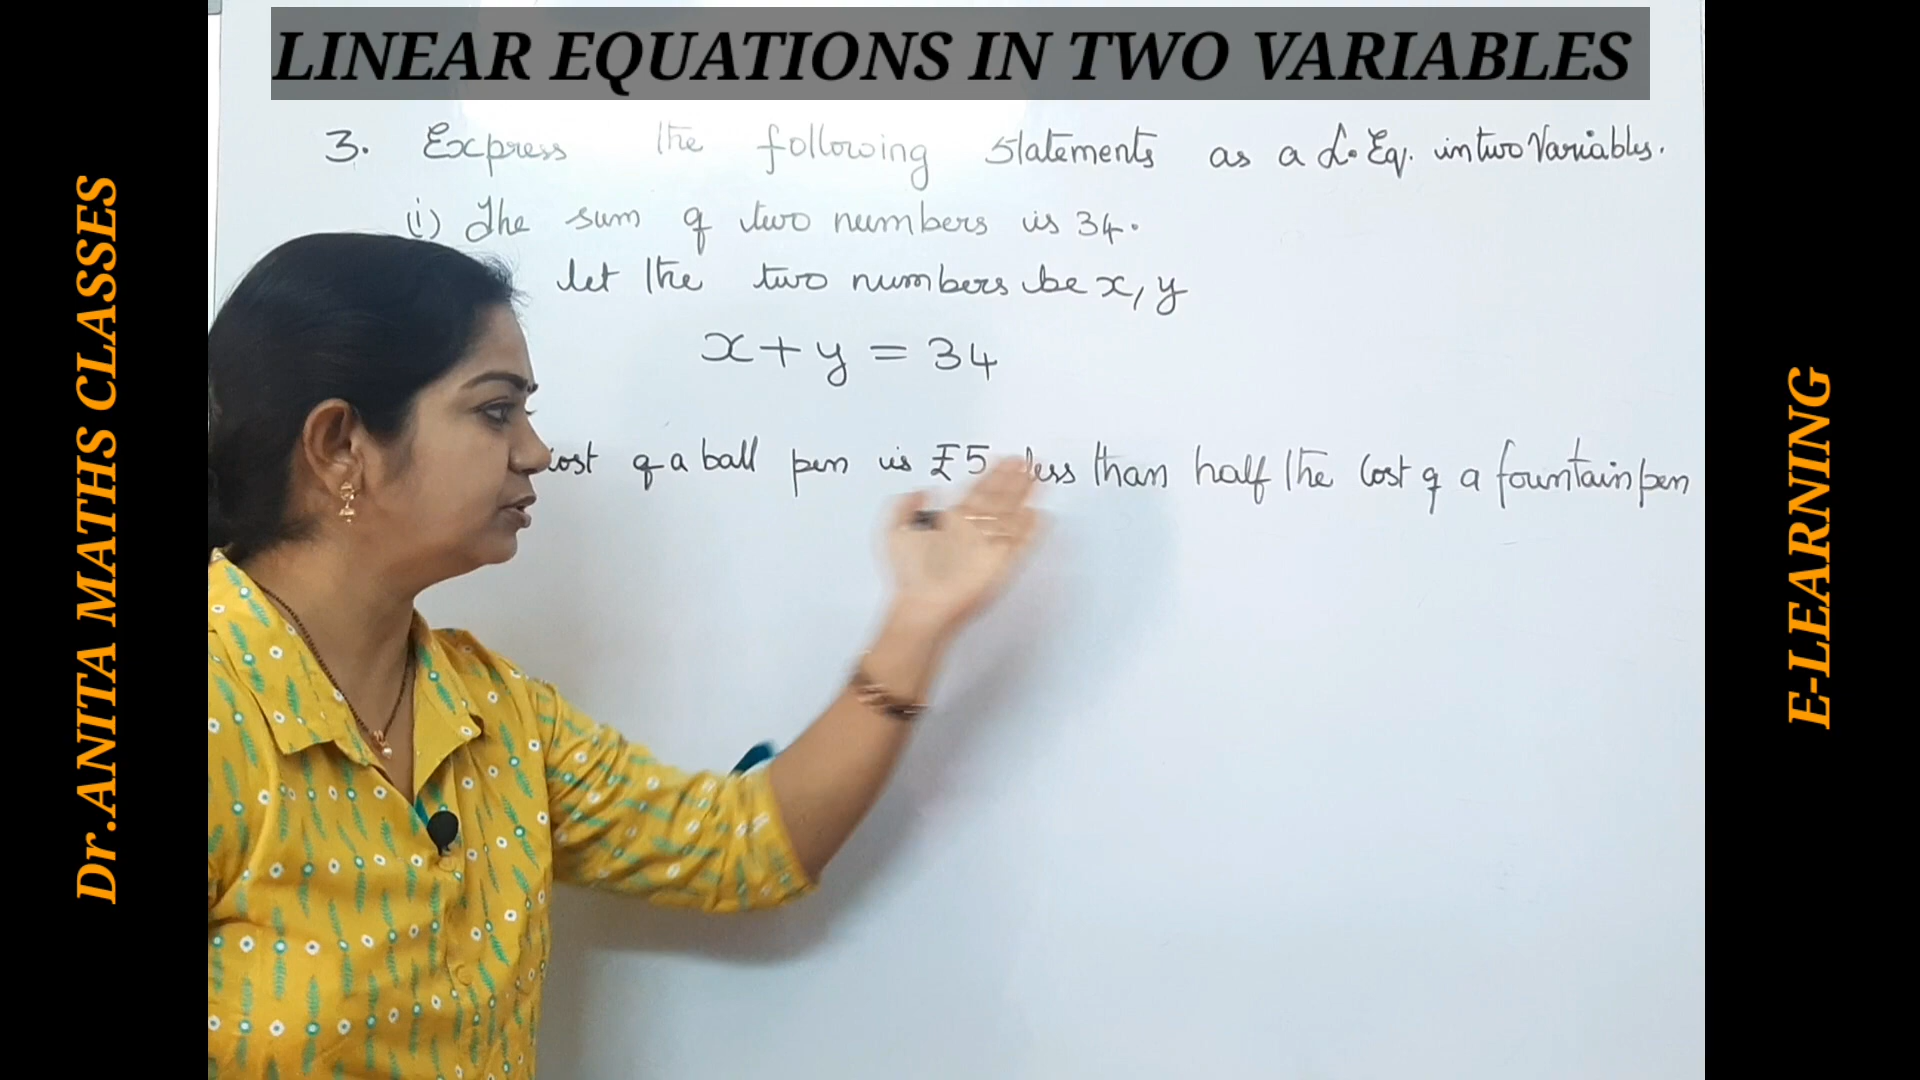 LINEAR EQUATIONS IN TWO VARIABLES
3. Express the following Statements as a L. Eq. in two Variables.
(i) The sum of two numbers is 34.
let the two numbers be x, y
x + y = 34
cost of a ball pen is ₹5 less than half the cost of a fountain pen
Dr.ANITA MATHS CLASSES
E-LEARNING